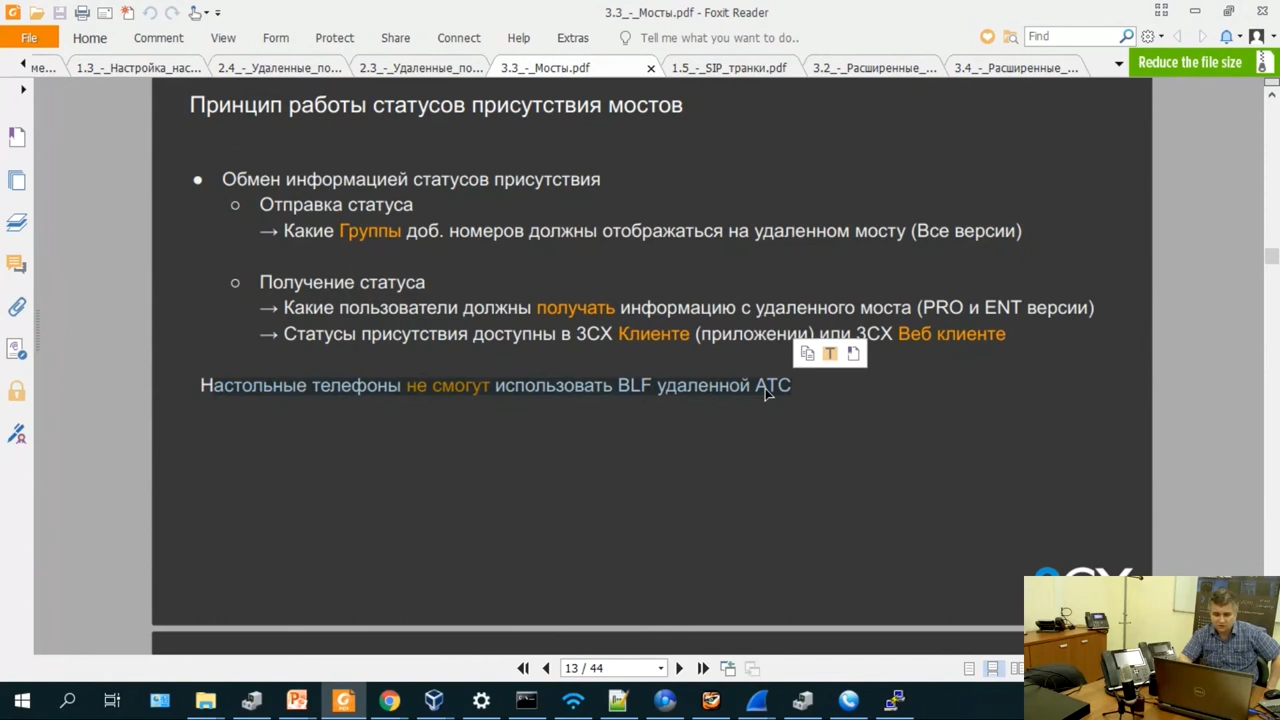 3.3_-_Мосты.pdf - Foxit Reader
File Home Comment View Form Protect Share Connect Help Extras Tell me what you want to do... Find
ме... 1.3_-_Настройка_нас... 2.4_-_Удаленные_по... 2.3_-_Удаленные_по... 3.3_-_Мосты.pdf 1.5_-_SIP_транки.pdf 3.2_-_Расширенные_... 3.4_-_Расширенные_... Reduce the file size
Принцип работы статусов присутствия мостов
● Обмен информацией статусов присутствия
○ Отправка статуса
→ Какие Группы доб. номеров должны отображаться на удаленном мосту (Все версии)
○ Получение статуса
→ Какие пользователи должны получать информацию с удаленного моста (PRO и ENT версии)
→ Статусы присутствия доступны в 3CX Клиенте (приложении) или 3CX Веб клиенте
Настольные телефоны не смогут использовать BLF удаленной АТС
13 / 44